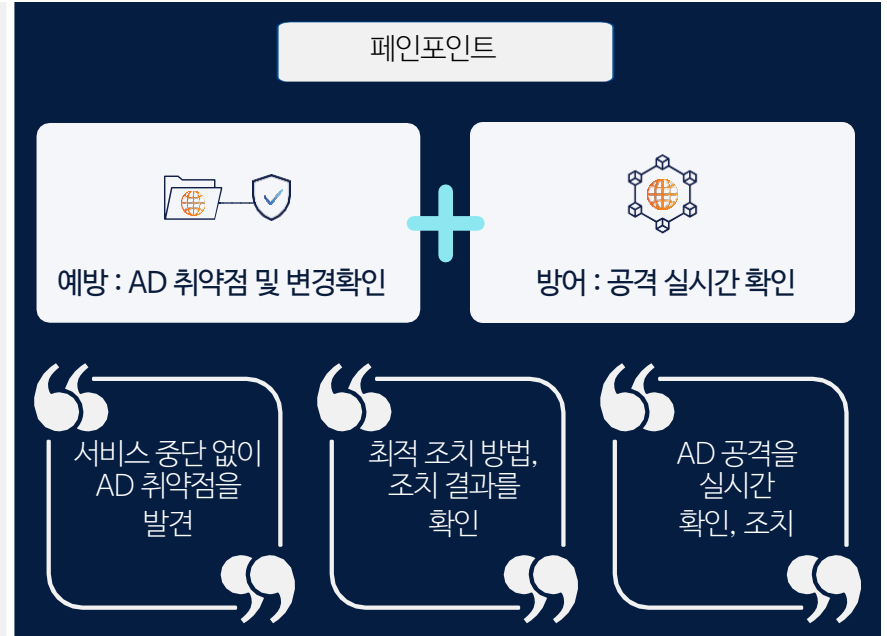 페인포인트
예방 : AD 취약점 및 변경확인
방어 : 공격 실시간 확인
서비스 중단 없이
AD 취약점을
발견
최적 조치 방법,
조치 결과를
확인
AD 공격을
실시간
확인, 조치